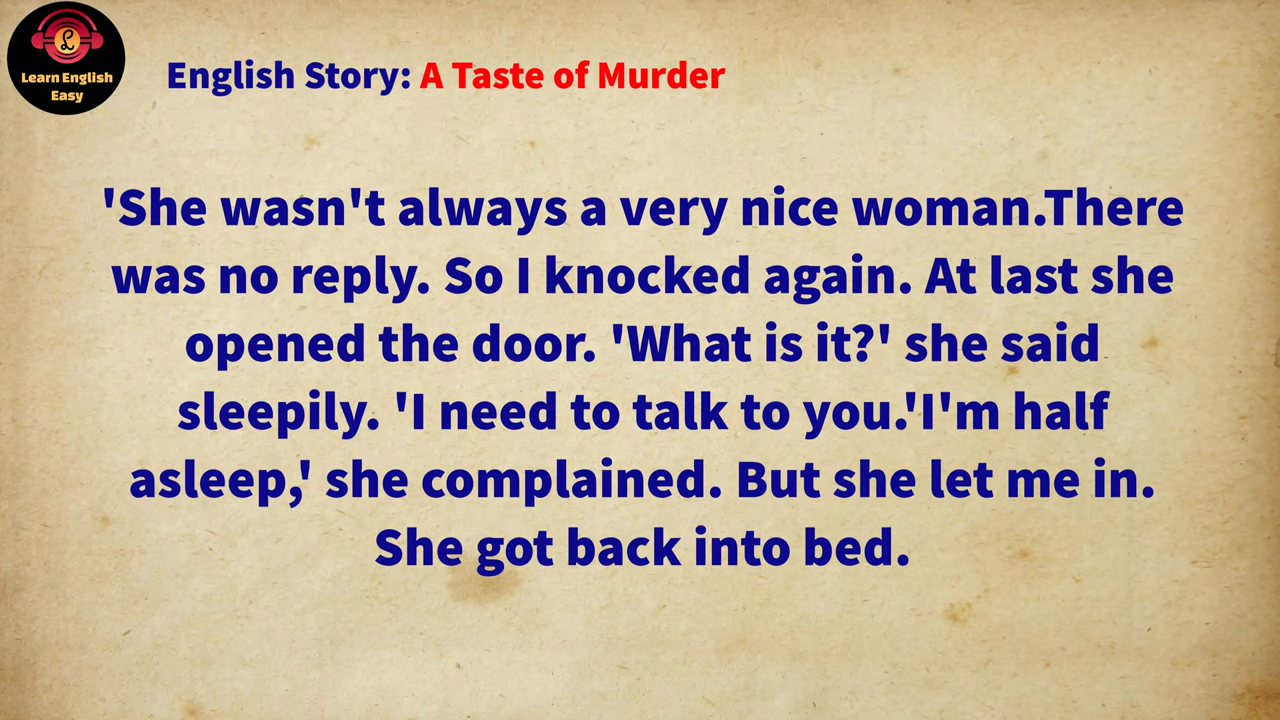 Learn English
Easy
English Story: A Taste of Murder
'She wasn't always a very nice woman.There
was no reply. So I knocked again. At last she
opened the door. 'What is it?' she said
sleepily. 'I need to talk to you.'I'm half
asleep,' she complained. But she let me in.
She got back into bed.